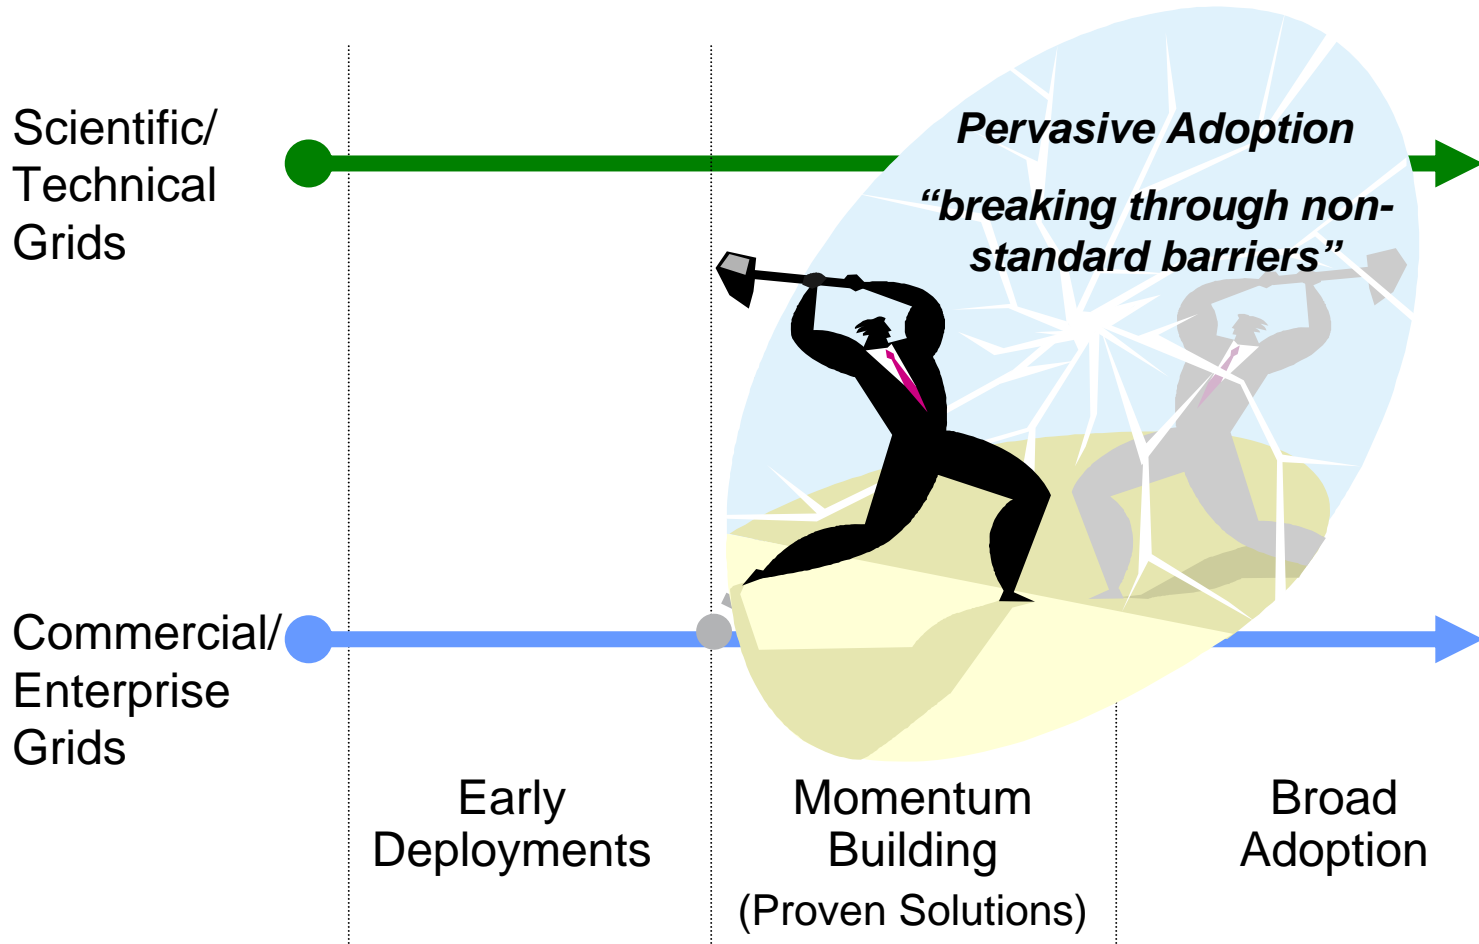 Scientific/
Technical
Grids
Pervasive Adoption
“breaking through non-
standard barriers”
Commercial/
Enterprise
Grids
Early
Deployments
Momentum
Building
(Proven Solutions)
Broad
Adoption